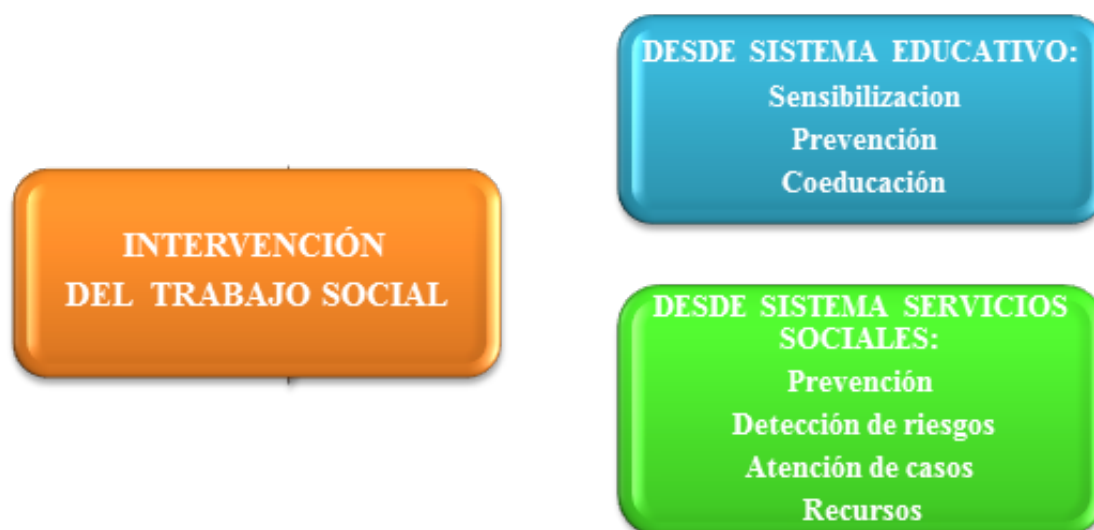 INTERVENCIÓN
DEL TRABAJO SOCIAL
DESDE SISTEMA EDUCATIVO:
Sensibilizacion
Prevención
Coeducación
DESDE SISTEMA SERVICIOS
SOCIALES:
Prevención
Detección de riesgos
Atención de casos
Recursos